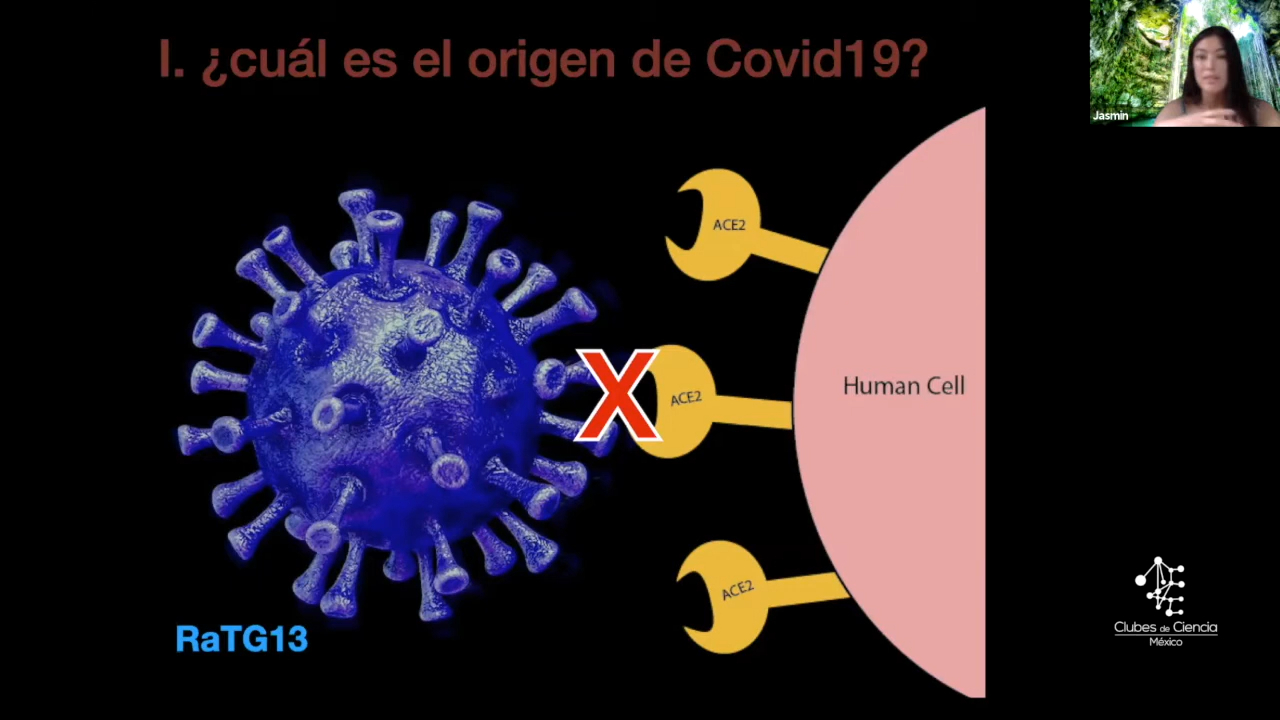 I. ¿cuál es el origen de Covid19?
Jasmin
ACE2
ACE2
Human Cell
ACE2
RaTG13
Clubes de Ciencia
México